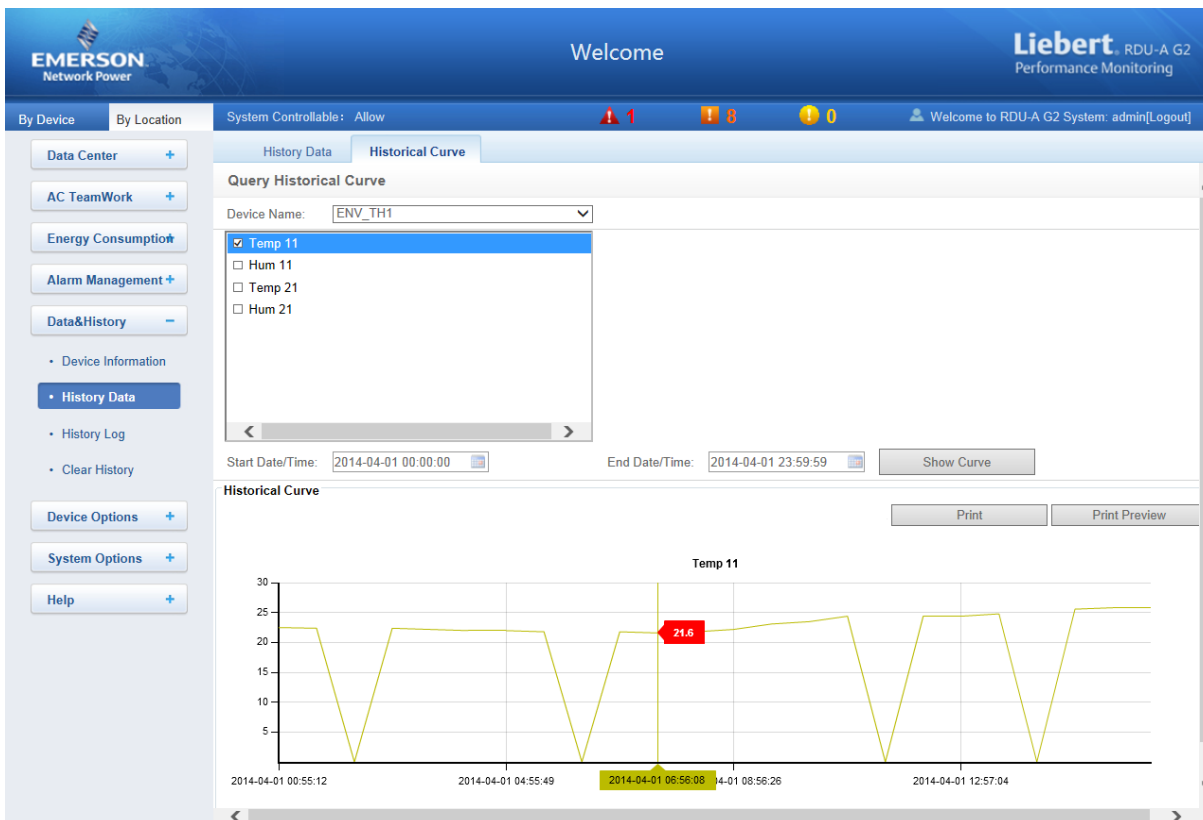 EMERSON
Network Power
Welcome
Liebert® RDU-A G2
Performance Monitoring
By Device
By Location
System Controllable: Allow
1
8
0
Welcome to RDU-A G2 System: admin[Logout]
Data Center +
AC TeamWork +
Energy Consumption+
Alarm Management +
Data&History −
• Device Information
• History Data
• History Log
• Clear History
Device Options +
System Options +
Help +
History Data
Historical Curve
Query Historical Curve
Device Name: ENV_TH1
Temp 11
Hum 11
Temp 21
Hum 21
Start Date/Time: 2014-04-01 00:00:00
End Date/Time: 2014-04-01 23:59:59
Show Curve
Historical Curve
Print
Print Preview
Temp 11
30
25
20
15
10
5
21.6
2014-04-01 00:55:12
2014-04-01 04:55:49
2014-04-01 06:56:08
4-01 08:56:26
2014-04-01 12:57:04